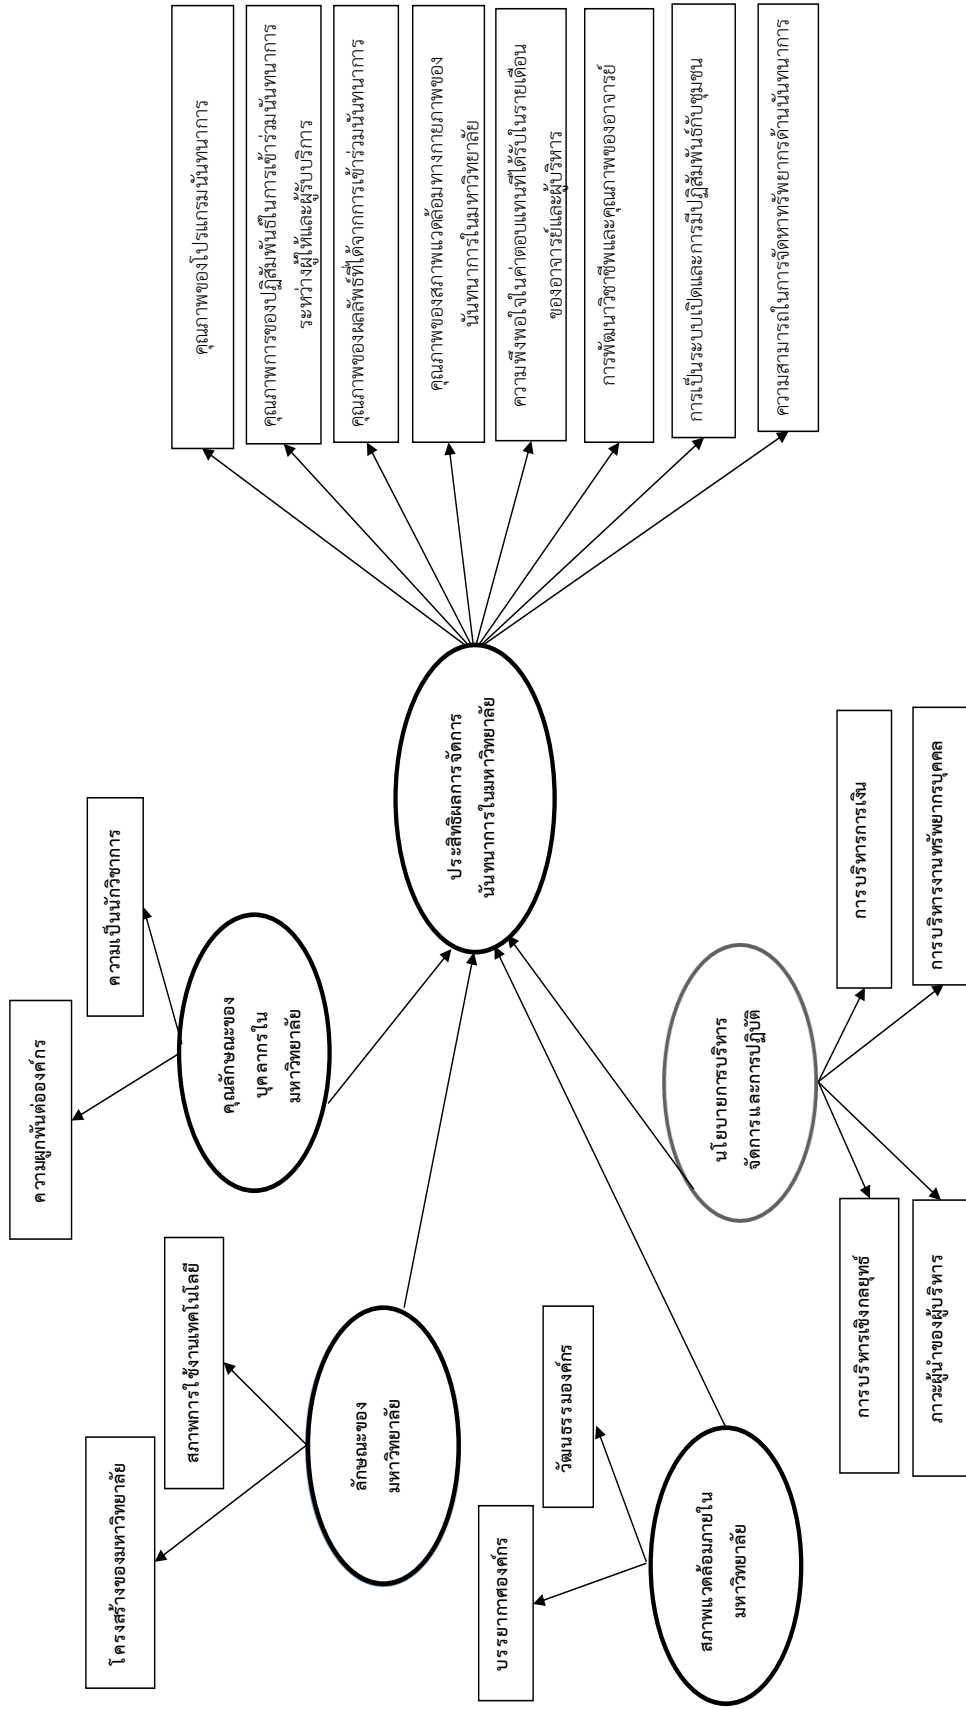 ความผูกพันต่อองค์กร
ความเป็นนักวิชาการ
คุณลักษณะของ
บุคลากรใน
มหาวิทยาลัย
โครงสร้างของมหาวิทยาลัย
สภาพการใช้งานเทคโนโลยี
ลักษณะของ
มหาวิทยาลัย
บรรยากาศองค์กร
วัฒนธรรมองค์กร
สภาพแวดล้อมภายใน
มหาวิทยาลัย
นโยบายการบริหาร
จัดการและการปฏิบัติ
การบริหารเชิงกลยุทธ์
ภาวะผู้นำของผู้บริหาร
การบริหารการเงิน
การบริหารงานทรัพยากรบุคคล
ประสิทธิผลการจัดการ
นันทนาการในมหาวิทยาลัย
คุณภาพของโปรแกรมนันทนาการ
คุณภาพการของปฏิสัมพันธ์ในการเข้าร่วมนันทนาการ
ระหว่างผู้ให้และผู้รับบริการ
คุณภาพของผลลัพธ์ที่ได้จากการเข้าร่วมนันทนาการ
คุณภาพของสภาพแวดล้อมทางกายภาพของ
นันทนาการในมหาวิทยาลัย
ความพึงพอใจในค่าตอบแทนที่ได้รับในรายเดือน
ของอาจารย์และผู้บริหาร
การพัฒนาวิชาชีพและคุณภาพของอาจารย์
การเป็นระบบเปิดและการมีปฏิสัมพันธ์กับชุมชน
ความสามารถในการจัดหาทรัพยากรด้านนันทนาการ